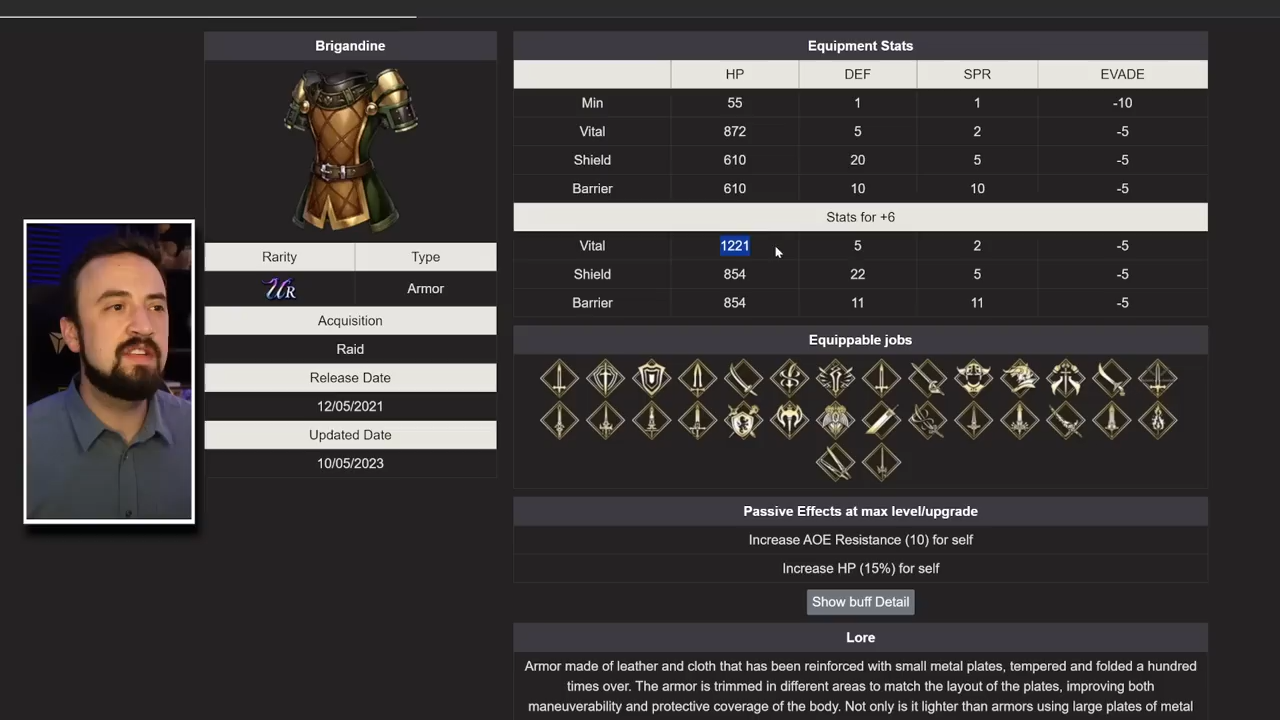 Brigandine
Rarity Type
UR Armor
Acquisition
Raid
Release Date
12/05/2021
Updated Date
10/05/2023
Equipment Stats
HP DEF SPR EVADE
Min 55 1 1 -10
Vital 872 5 2 -5
Shield 610 20 5 -5
Barrier 610 10 10 -5
Stats for +6
Vital 1221 5 2 -5
Shield 854 22 5 -5
Barrier 854 11 11 -5
Equippable jobs
Passive Effects at max level/upgrade
Increase AOE Resistance (10) for self
Increase HP (15%) for self
Show buff Detail
Lore
Armor made of leather and cloth that has been reinforced with small metal plates, tempered and folded a hundred
times over. The armor is trimmed in different areas to match the layout of the plates, improving both
maneuverability and protective coverage of the body. Not only is it lighter than armors using large plates of metal